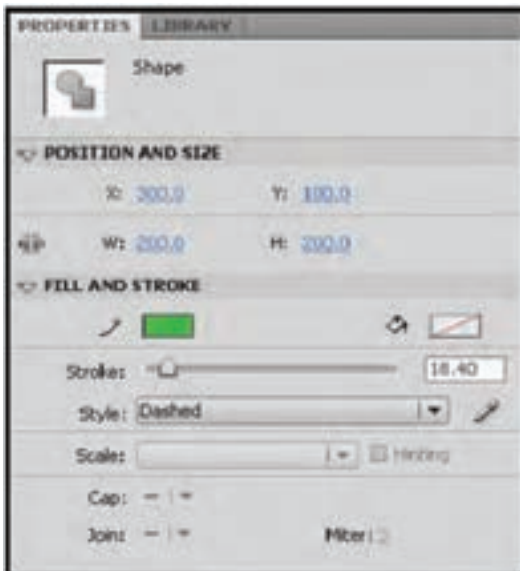 PROPERTIES LIBRARY
Shape
POSITION AND SIZE
X: 300.0 Y: 100.0
W: 200.0 H: 200.0
FILL AND STROKE
Stroke: 18.40
Style: Dashed
Scale: Hinting
Cap:
Join: Miter: